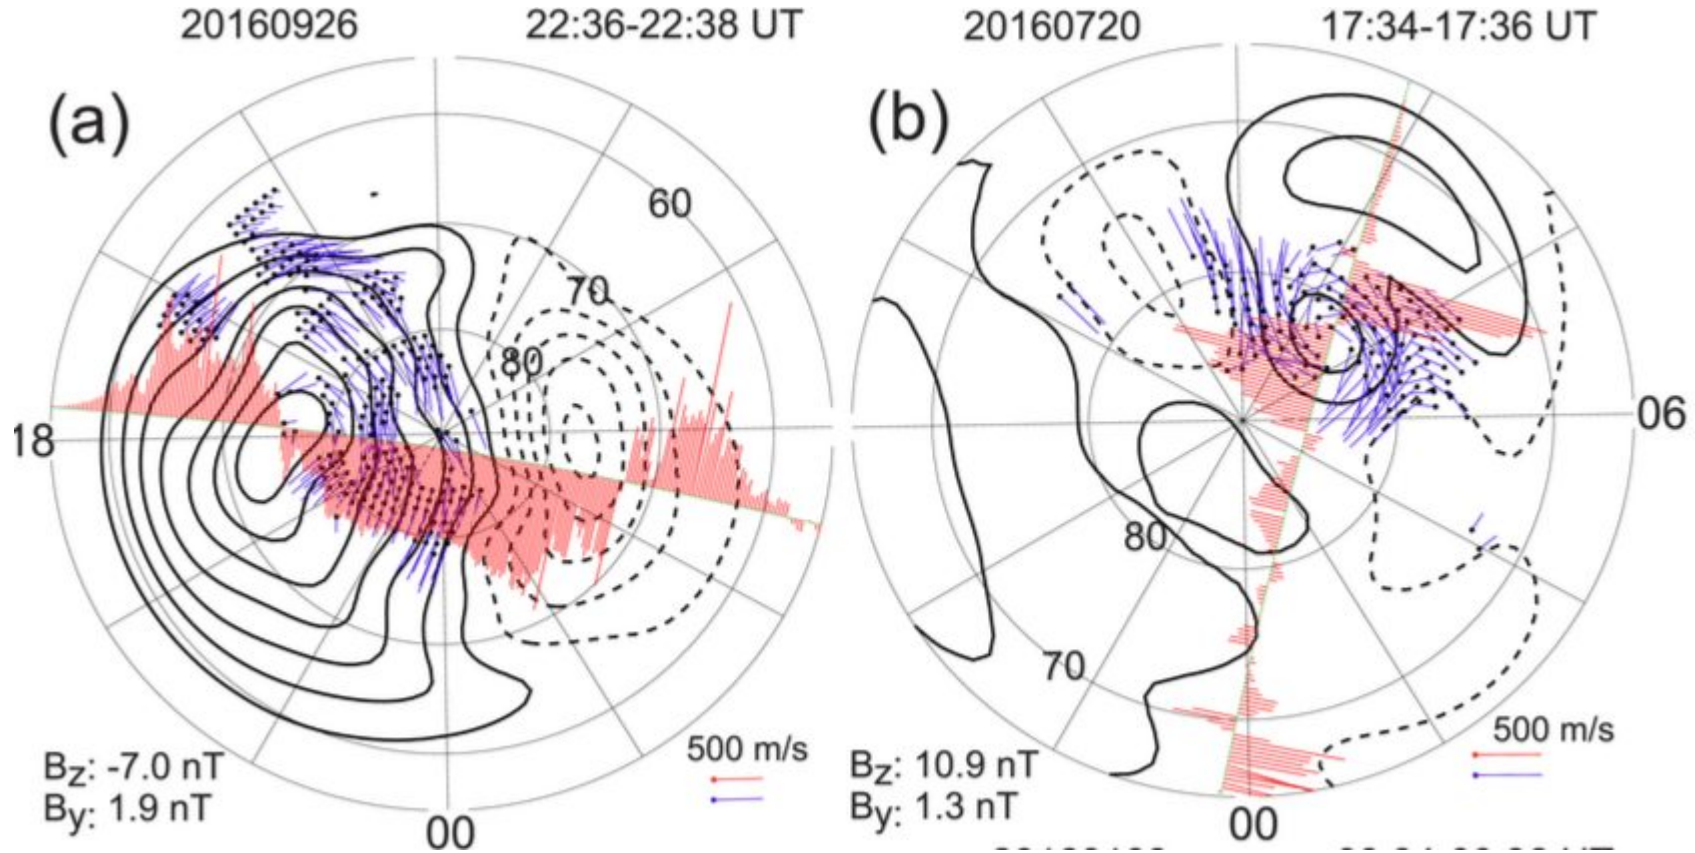 20160926 22:36-22:38 UT
(a)
60
70
80
18
500 m/s
Bz: -7.0 nT
By: 1.9 nT
00
20160720 17:34-17:36 UT
(b)
06
80
70
500 m/s
Bz: 10.9 nT
By: 1.3 nT
00